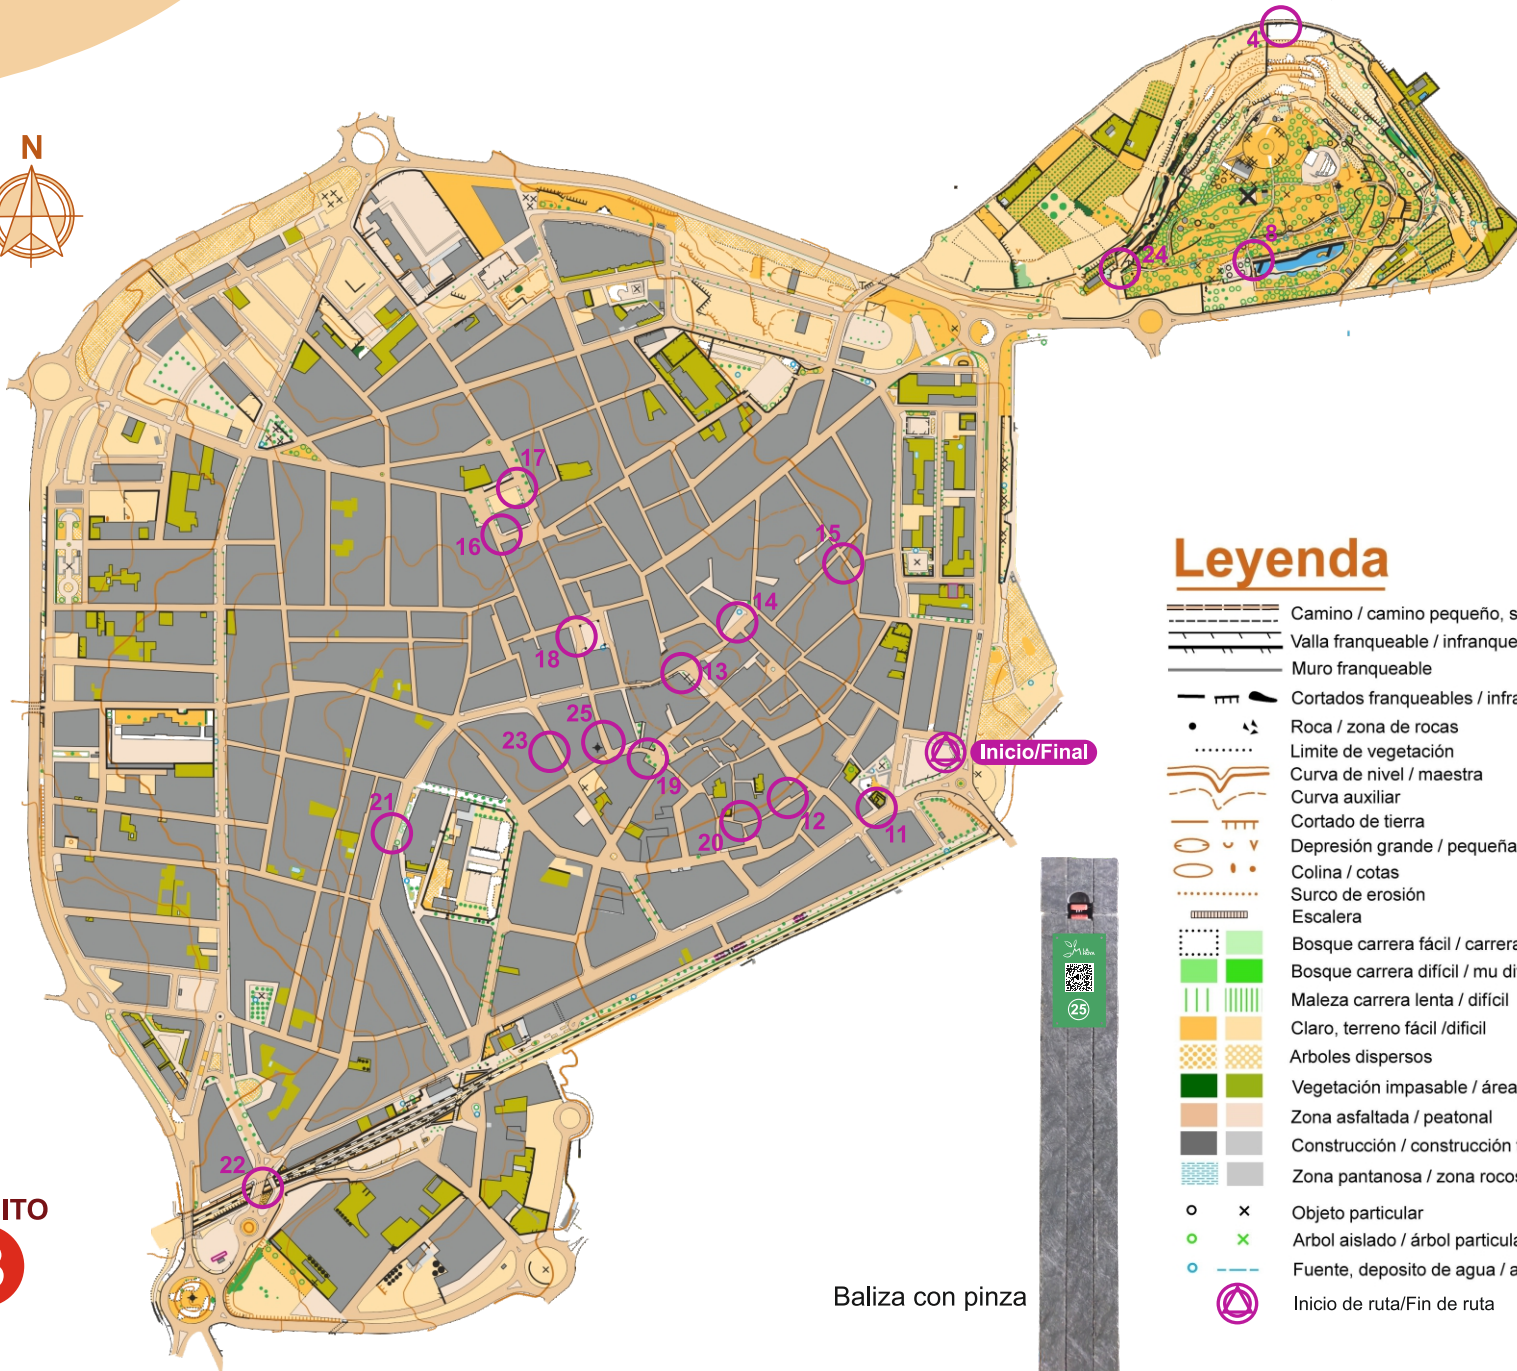 N
4
8
24
17
16
15
14
18
13
25
23
19
Inicio/Final
21
12
20
11
22
ITO
Leyenda
Camino / camino pequeño, s
Valla franqueable / infranque
Muro franqueable
Cortados franqueables / infra
Roca / zona de rocas
Limite de vegetación
Curva de nivel / maestra
Curva auxiliar
Cortado de tierra
Depresión grande / pequeña
Colina / cotas
Surco de erosión
Escalera
Bosque carrera fácil / carrera
Bosque carrera difícil / mu di
Maleza carrera lenta / difícil
Claro, terreno fácil /dificil
Arboles dispersos
Vegetación impasable / área
Zona asfaltada / peatonal
Construcción / construcción
Zona pantanosa / zona rocos
Objeto particular
Arbol aislado / árbol particula
Fuente, deposito de agua / a
Inicio de ruta/Fin de ruta
25
Baliza con pinza